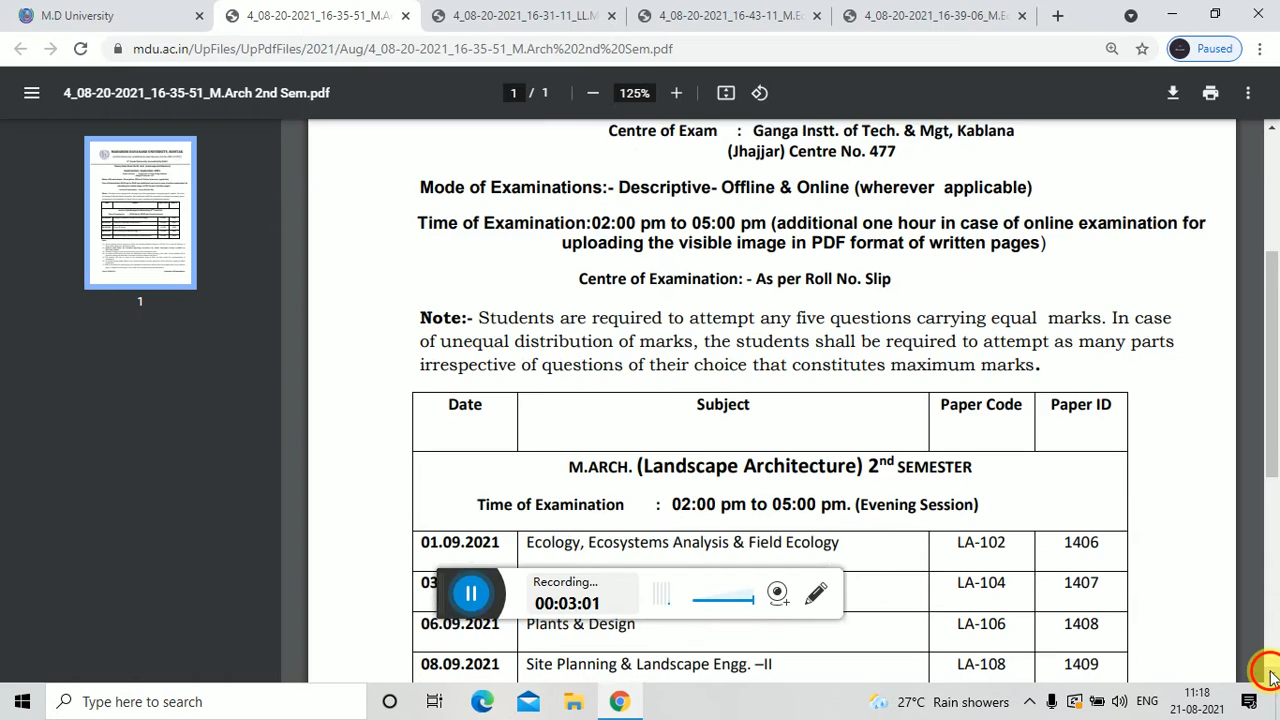 M.D University
4_08-20-2021_16-35-51_M.A
4_08-20-2021_16-31-11_LL.M
4_08-20-2021_16-43-11_M.E
4_08-20-2021_16-39-06_M.E
Paused
mdu.ac.in/UpFiles/UpPdfFiles/2021/Aug/4_08-20-2021_16-35-51_M.Arch%202nd%20Sem.pdf
4_08-20-2021_16-35-51_M.Arch 2nd Sem.pdf
1 / 1
125%
1
Centre of Exam : Ganga Instt. of Tech. & Mgt, Kablana
(Jhajjar) Centre No. 477
Mode of Examinations:- Descriptive- Offline & Online (wherever applicable)
Time of Examination:02:00 pm to 05:00 pm (additional one hour in case of online examination for
uploading the visible image in PDF format of written pages)
Centre of Examination: - As per Roll No. Slip
Note:- Students are required to attempt any five questions carrying equal marks. In case
of unequal distribution of marks, the students shall be required to attempt as many parts
irrespective of questions of their choice that constitutes maximum marks.
Date Subject Paper Code Paper ID
M.ARCH. (Landscape Architecture) 2nd SEMESTER
Time of Examination : 02:00 pm to 05:00 pm. (Evening Session)
01.09.2021 Ecology, Ecosystems Analysis & Field Ecology LA-102 1406
03 LA-104 1407
06.09.2021 Plants & Design LA-106 1408
08.09.2021 Site Planning & Landscape Engg. –II LA-108 1409
Recording...
00:03:01
Type here to search
27°C Rain showers
ENG
11:18
21-08-2021